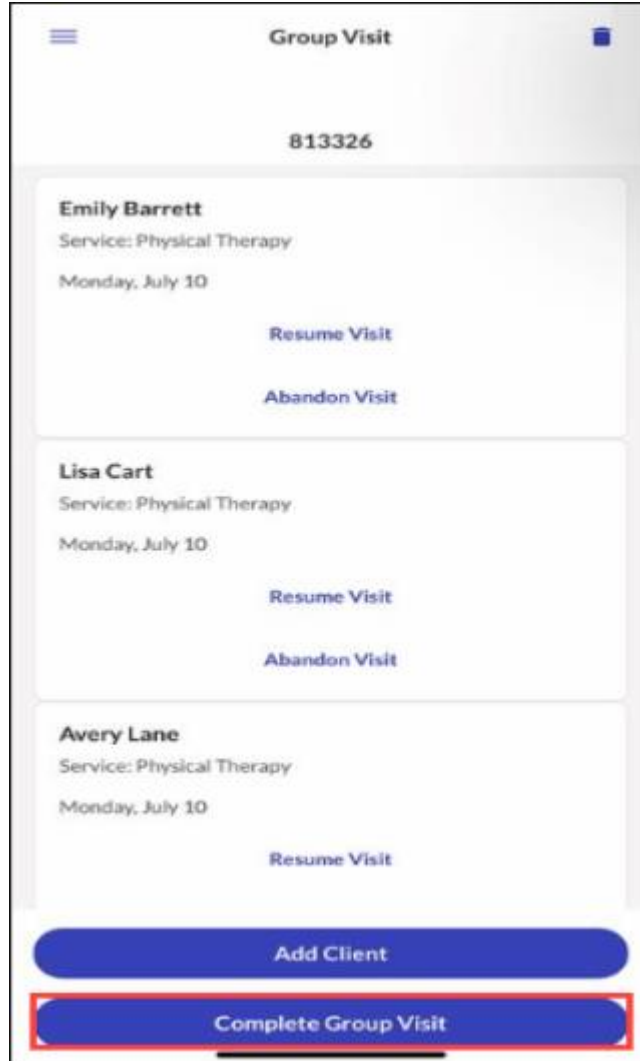 Group Visit
813326
Emily Barrett
Service: Physical Therapy
Monday, July 10
Resume Visit
Abandon Visit
Lisa Cart
Service: Physical Therapy
Monday, July 10
Resume Visit
Abandon Visit
Avery Lane
Service: Physical Therapy
Monday, July 10
Resume Visit
Add Client
Complete Group Visit